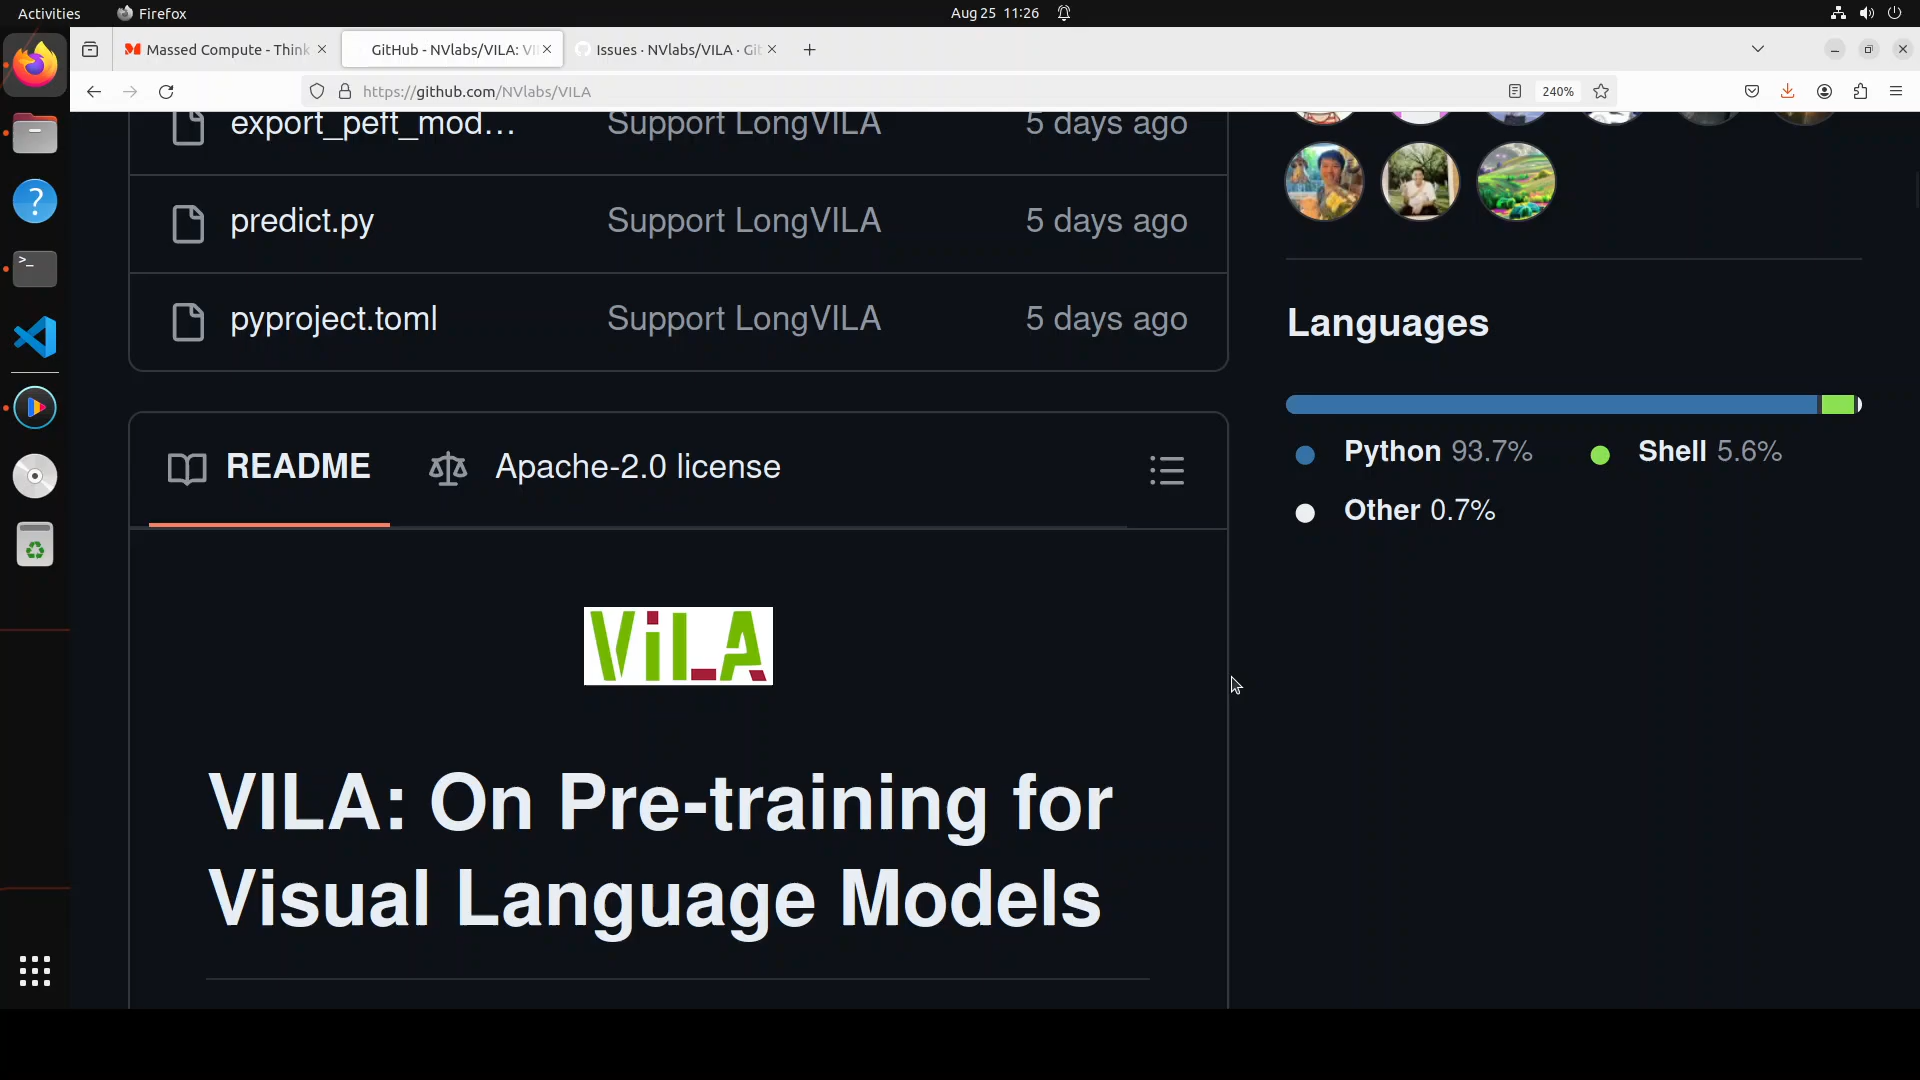 Activities
Firefox
Aug 25 11:26
Massed Compute - Think
GitHub - NVlabs/VILA: VI
Issues · NVlabs/VILA · Git
https://github.com/NVlabs/VILA
240%
export_peft_mod... Support LongVILA 5 days ago
predict.py Support LongVILA 5 days ago
pyproject.toml Support LongVILA 5 days ago
Languages
Python 93.7% Shell 5.6%
Other 0.7%
README Apache-2.0 license
VILA
VILA: On Pre-training for
Visual Language Models